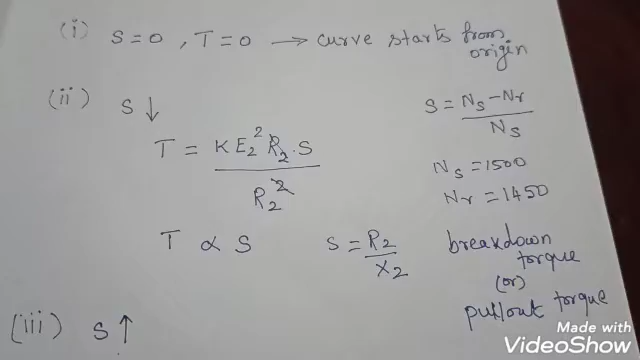 (i) S=0 , T=0 → curve starts from origin
(ii) S ↓
S = Ns - Nr / Ns
T = K E2² R2 . S / R2²
Ns = 1500
Nr = 1450
T ∝ S
S = R2 / X2
breakdown torque
(or)
pullout torque
(iii) S ↑
Made with
VideoShow